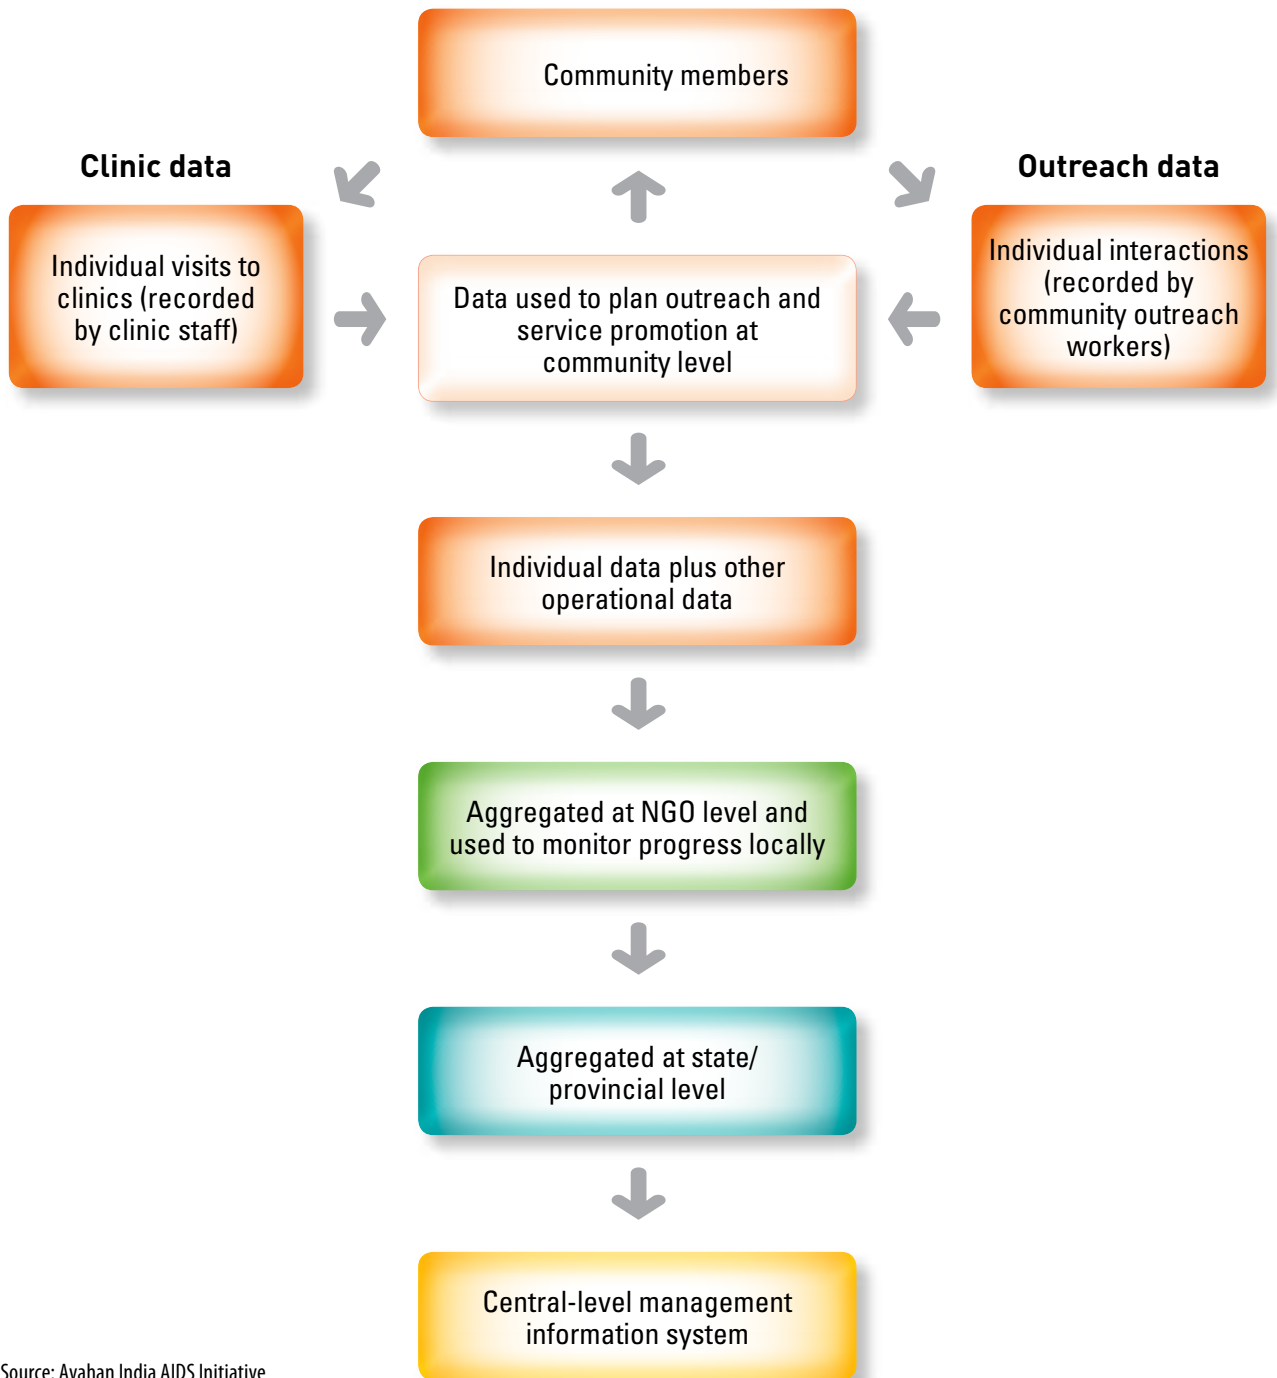 Community members
Clinic data
Outreach data
Individual visits to
clinics (recorded
by clinic staff)
Data used to plan outreach and
service promotion at
community level
Individual interactions
(recorded by
community outreach
workers)
Individual data plus other
operational data
Aggregated at NGO level and
used to monitor progress locally
Aggregated at state/
provincial level
Central-level management
information system
Source: Avahan India AIDS Initiative